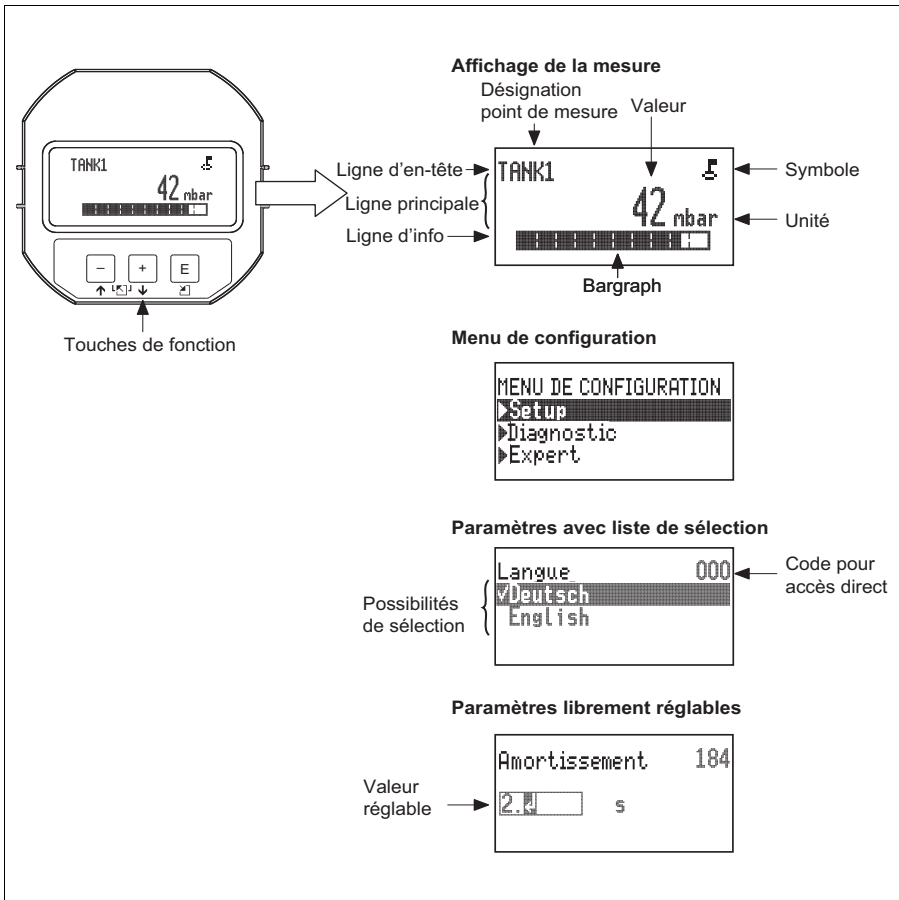 Affichage de la mesure
Désignation
point de mesure
Valeur
TANK1
42 mbar
Ligne d'en-tête
Ligne principale
Ligne d'info
TANK1
42 mbar
Symbole
Unité
Bargraph
- + E
Touches de fonction
Menu de configuration
MENU DE CONFIGURATION
Setup
Diagnostic
Expert
Paramètres avec liste de sélection
Langue 000
Deutsch
English
Code pour
accès direct
Possibilités
de sélection
Paramètres librement réglables
Amortissement 184
Valeur
réglable
2. s